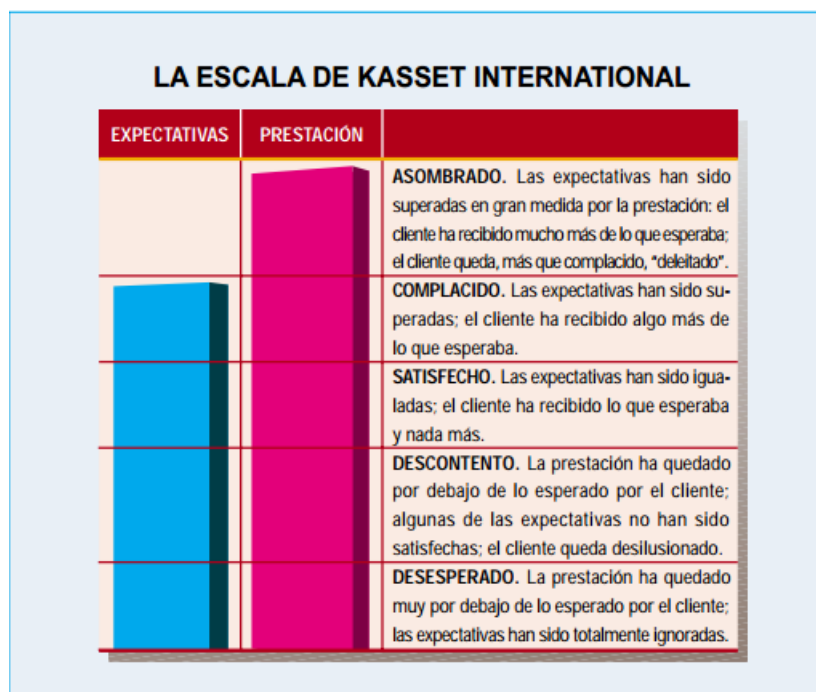 LA ESCALA DE KASSET INTERNATIONAL
EXPECTATIVAS PRESTACIÓN
ASOMBRADO. Las expectativas han sido
superadas en gran medida por la prestación: el
cliente ha recibido mucho más de lo que esperaba;
el cliente queda, más que complacido, “deleitado”.
COMPLACIDO. Las expectativas han sido su-
peradas; el cliente ha recibido algo más de
lo que esperaba.
SATISFECHO. Las expectativas han sido igua-
ladas; el cliente ha recibido lo que esperaba
y nada más.
DESCONTENTO. La prestación ha quedado
por debajo de lo esperado por el cliente;
algunas de las expectativas no han sido
satisfechas; el cliente queda desilusionado.
DESESPERADO. La prestación ha quedado
muy por debajo de lo esperado por el cliente;
las expectativas han sido totalmente ignoradas.